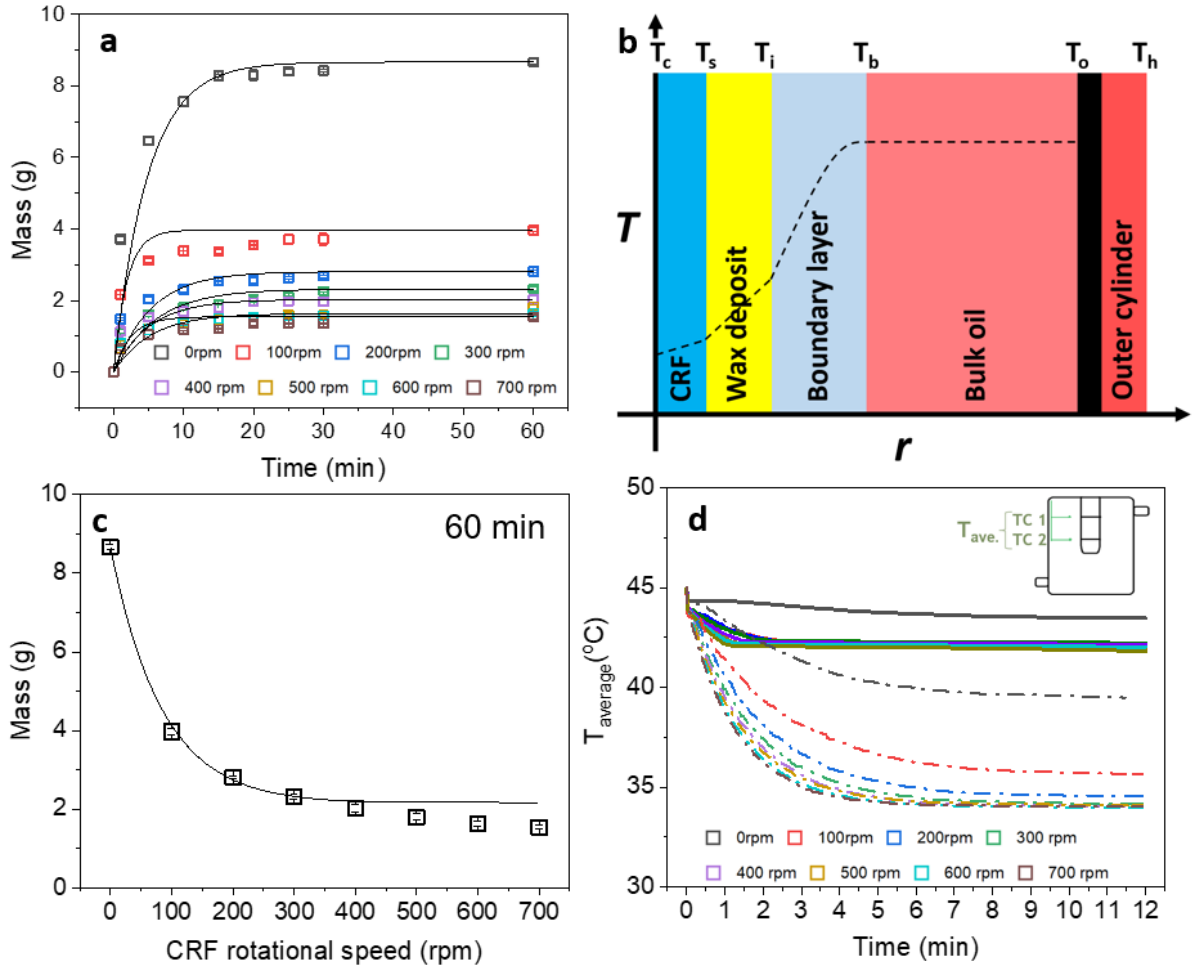 a
10
8
6
4
2
0
Mass (g)
0rpm 100rpm 200rpm 300 rpm
400 rpm 500 rpm 600 rpm 700 rpm
0 10 20 30 40 50 60
Time (min)
b
Tc Ts Ti Tb To Th
T
CRF
Wax deposit
Boundary layer
Bulk oil
Outer cylinder
r
c
60 min
10
8
6
4
2
0
Mass (g)
0 100 200 300 400 500 600 700
CRF rotational speed (rpm)
d
50
45
40
35
30
Taverage(°C)
Tave.
TC 1
TC 2
0rpm 100rpm 200rpm 300 rpm
400 rpm 500 rpm 600 rpm 700 rpm
0 1 2 3 4 5 6 7 8 9 10 11 12
Time (min)